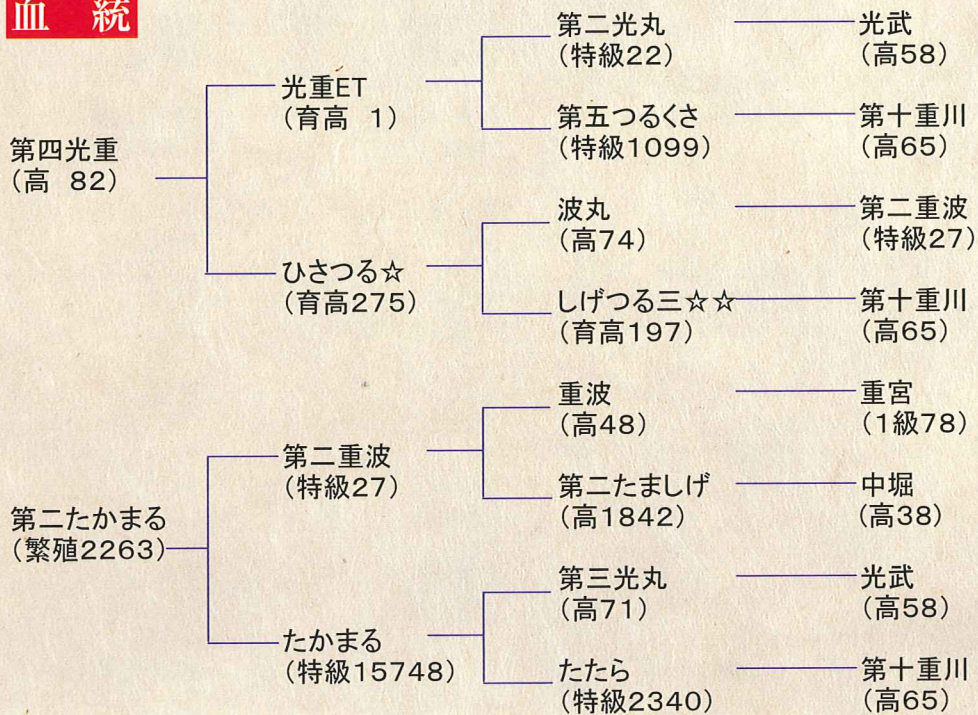 血 統
第四光重
(高 82)
光重ET
(育高 1)
ひさつる☆
(育高275)
第二光丸
(特級22)
光武
(高58)
第五つるくさ
(特級1099)
第十重川
(高65)
波丸
(高74)
第二重波
(特級27)
しげつる三☆☆
(育高197)
第十重川
(高65)
第二たかまる
(繁殖2263)
第二重波
(特級27)
たかまる
(特級15748)
重波
(高48)
重宮
(1級78)
第二たましげ
(高1842)
中堀
(高38)
第三光丸
(高71)
光武
(高58)
たたら
(特級2340)
第十重川
(高65)